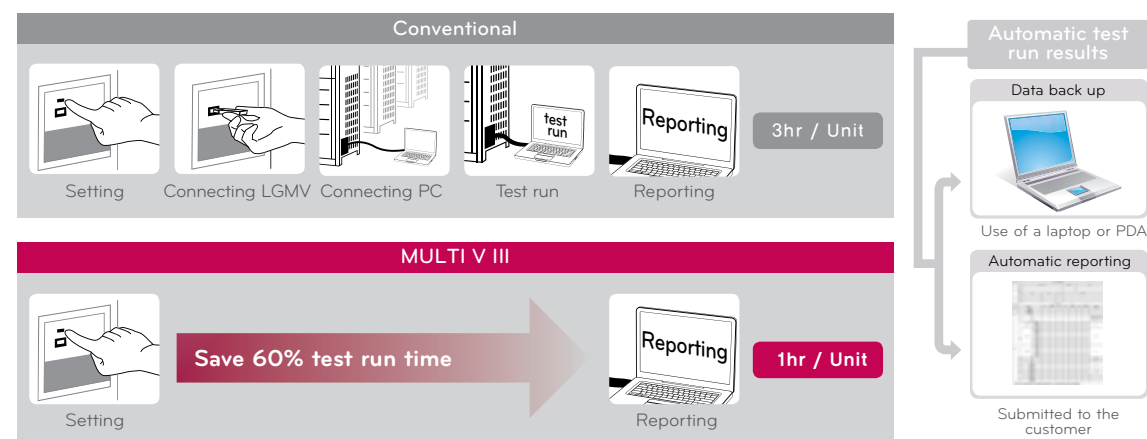 Conventional
test
run
Reporting
3hr / Unit
Setting
Connecting LGMV
Connecting PC
Test run
Reporting
MULTI V III
Save 60% test run time
Reporting
1hr / Unit
Setting
Reporting
Automatic test
run results
Data back up
Use of a laptop or PDA
Automatic reporting
Submitted to the
customer